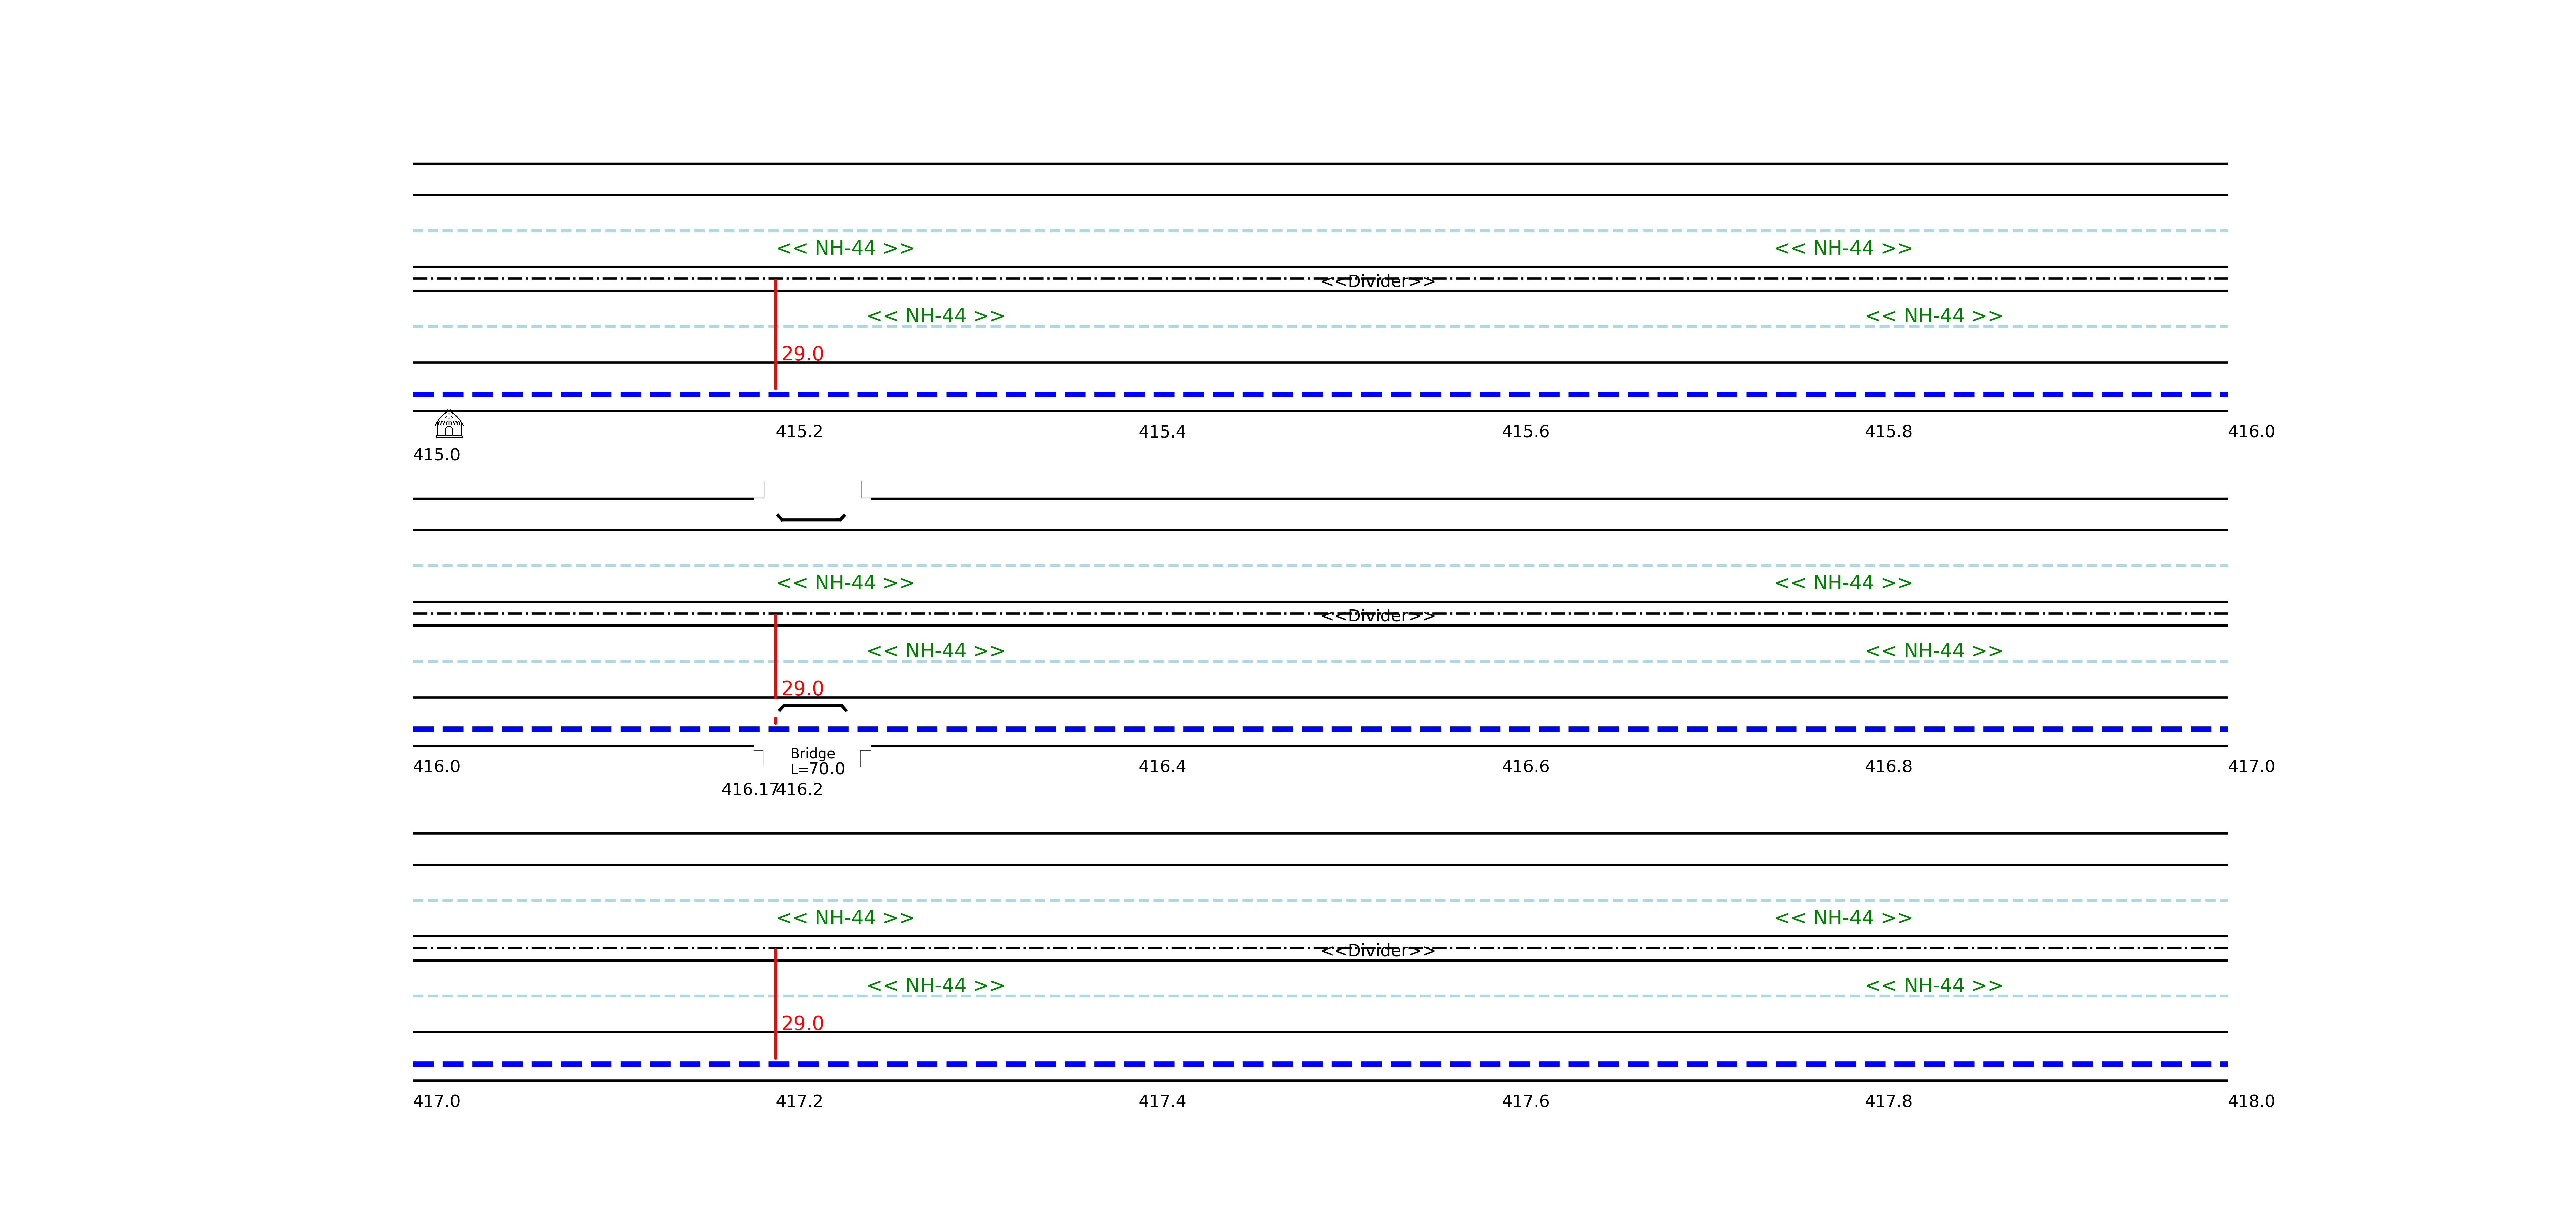 << NH-44 >> << NH-44 >>
<<Divider>>
<< NH-44 >> << NH-44 >>
29.0
415.2 415.4 415.6 415.8 416.0
415.0
<< NH-44 >> << NH-44 >>
<<Divider>>
<< NH-44 >> << NH-44 >>
29.0
Bridge
416.0 L=70.0 416.4 416.6 416.8 417.0
416.17 416.2
<< NH-44 >> << NH-44 >>
<<Divider>>
<< NH-44 >> << NH-44 >>
29.0
417.0 417.2 417.4 417.6 417.8 418.0